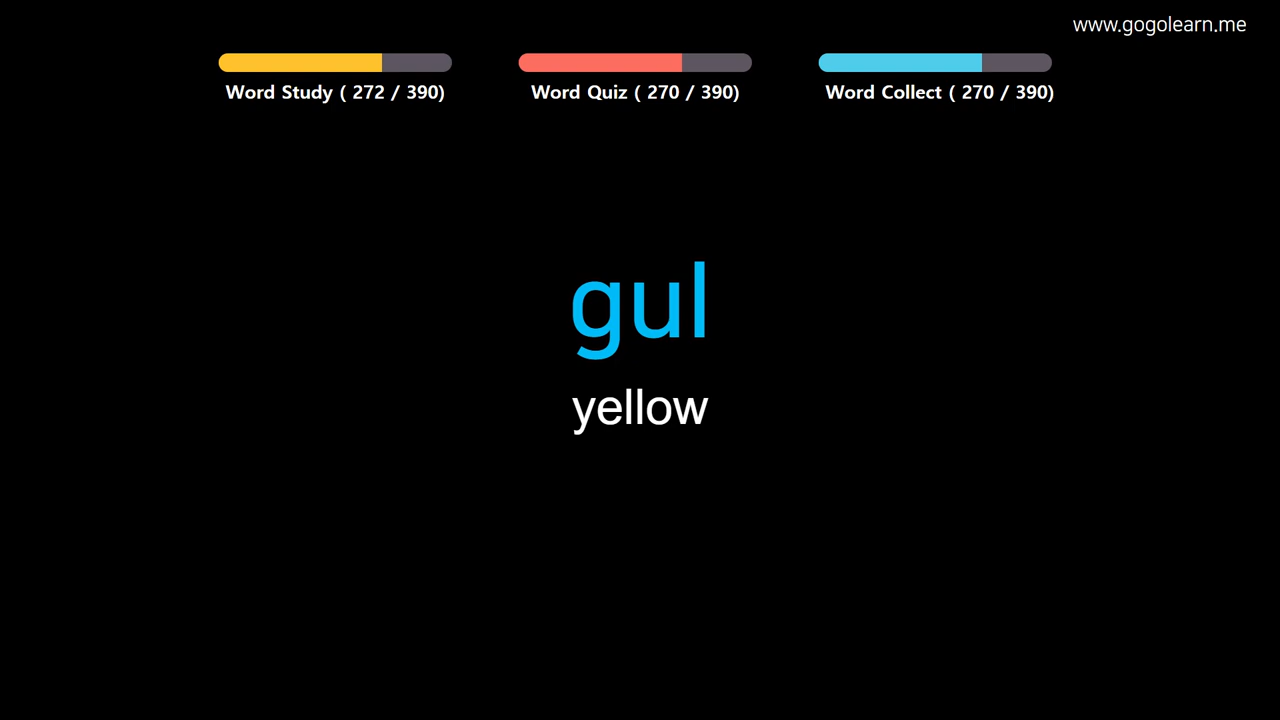 www.gogolearn.me
Word Study ( 272 / 390)
Word Quiz ( 270 / 390)
Word Collect ( 270 / 390)
gul
yellow